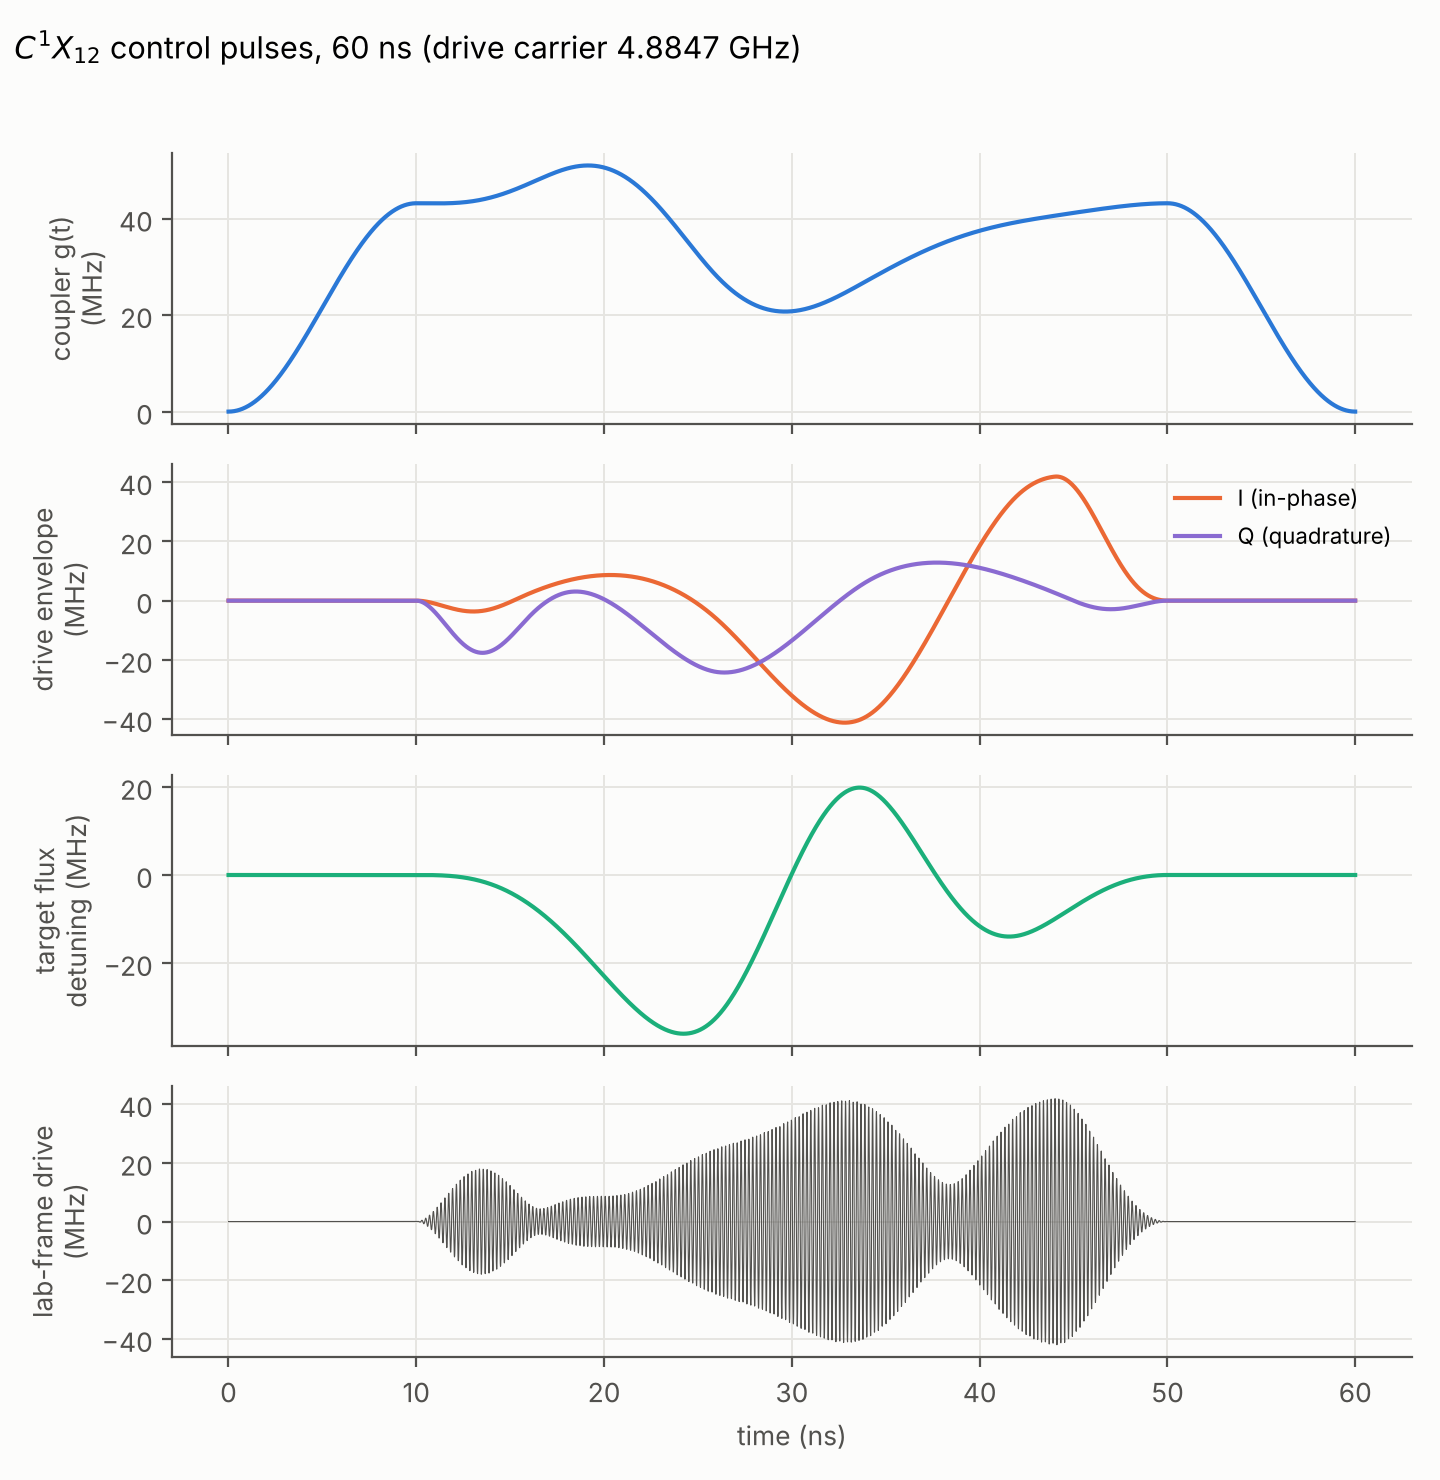 C¹X₁₂ control pulses, 60 ns (drive carrier 4.8847 GHz)
coupler g(t)
(MHz)
40
20
0
drive envelope
(MHz)
40
20
0
−20
−40
I (in-phase)
Q (quadrature)
target flux
detuning (MHz)
20
0
−20
lab-frame drive
(MHz)
40
20
0
−20
−40
0 10 20 30 40 50 60
time (ns)